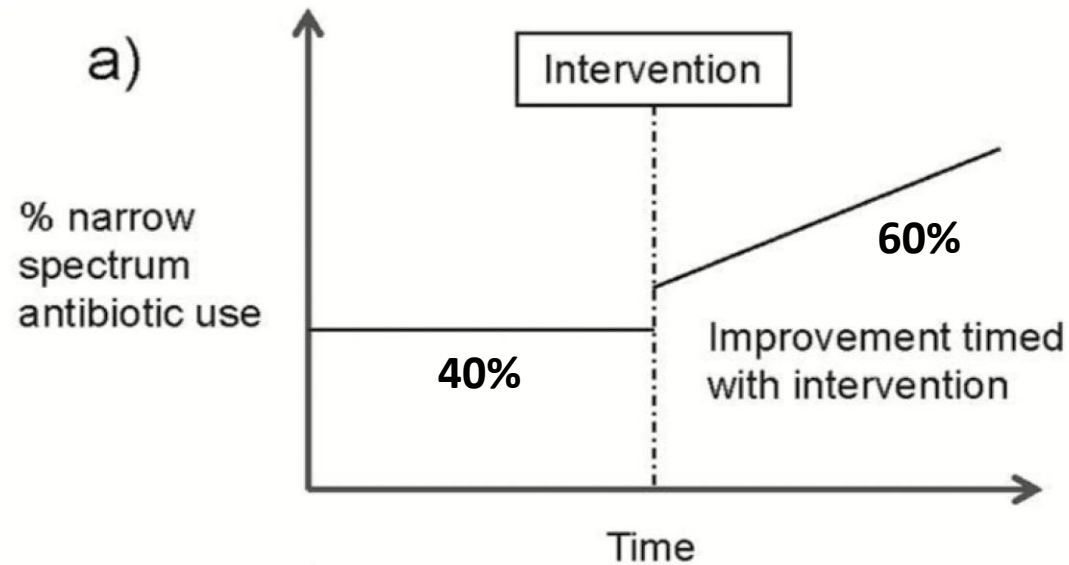 a)
Intervention
% narrow
spectrum
antibiotic use
60%
40%
Improvement timed
with intervention
Time